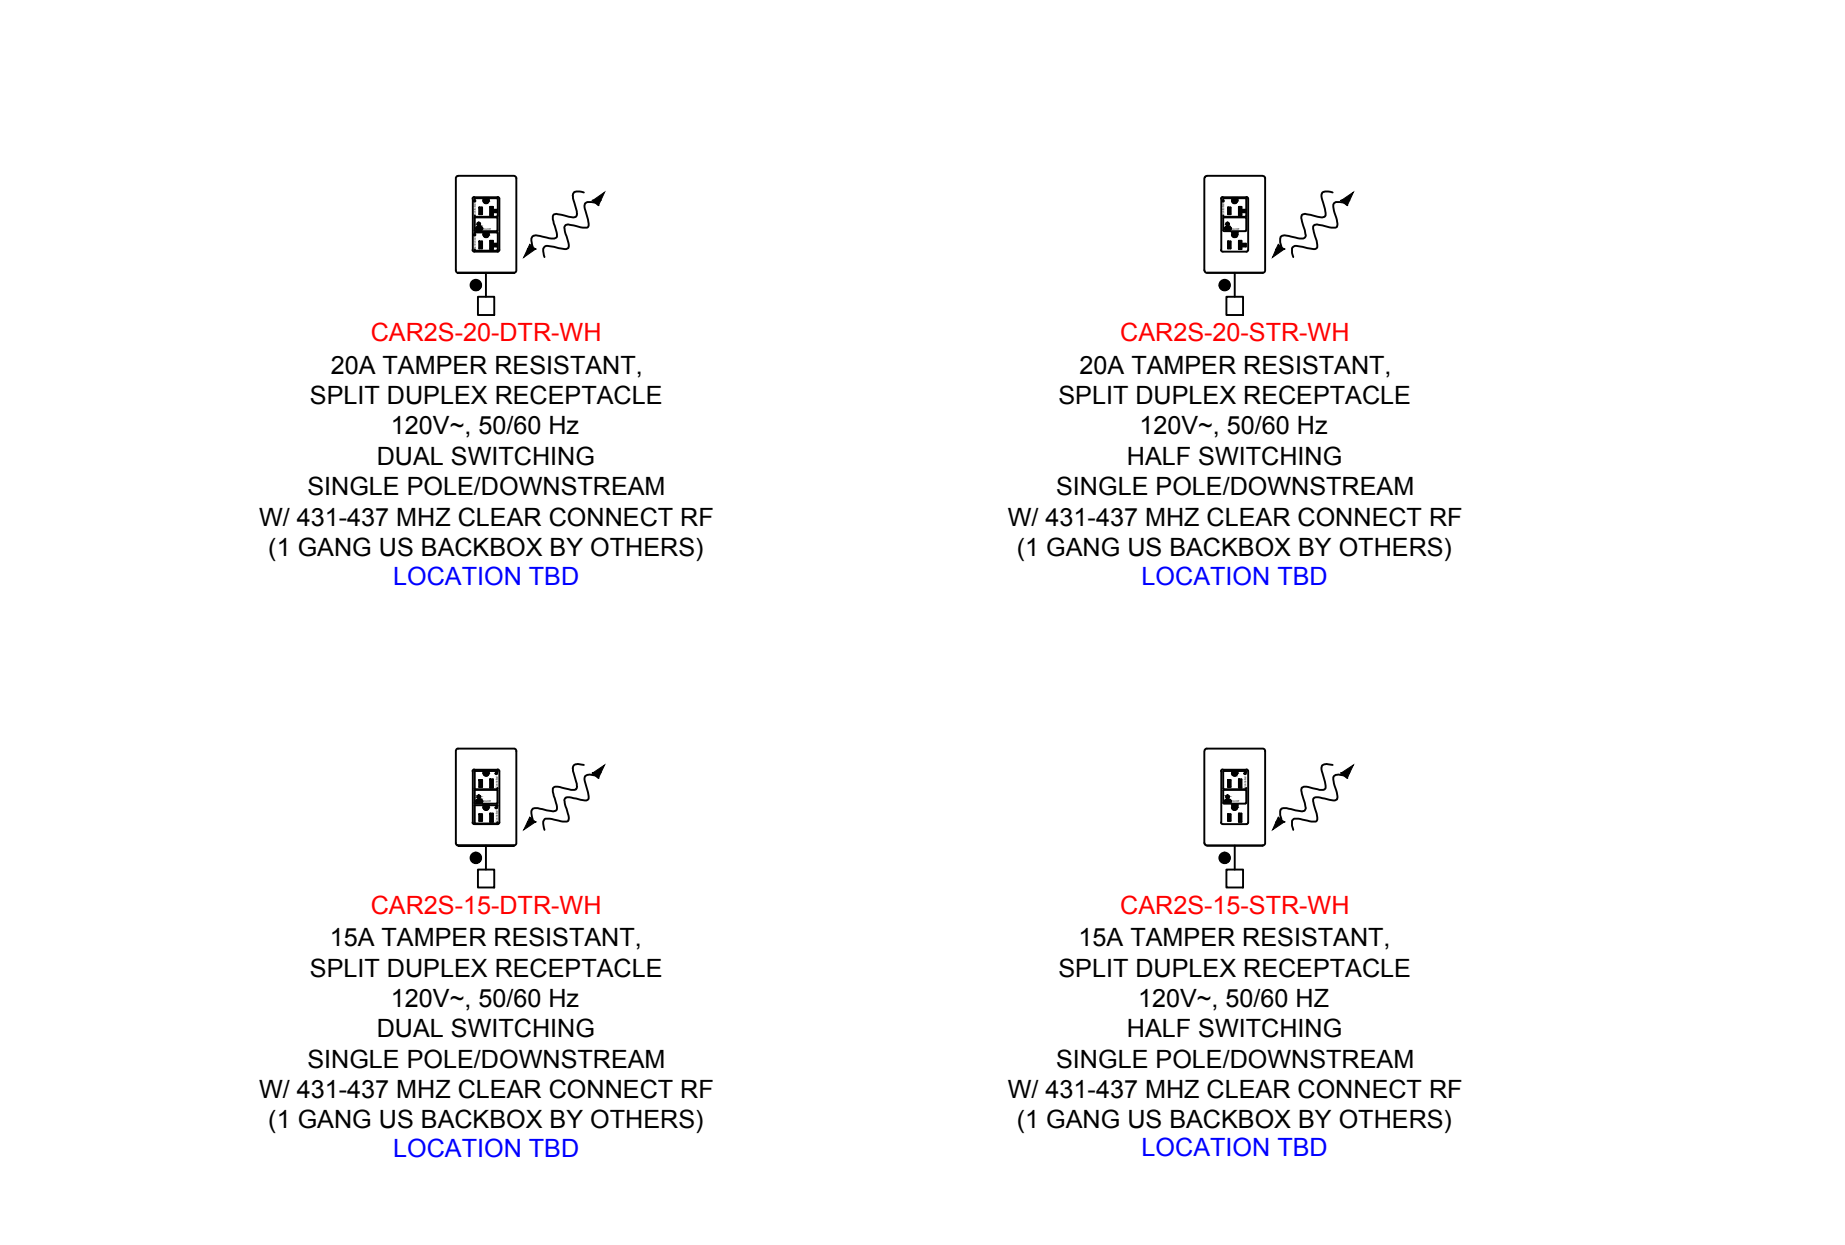 CAR2S-20-DTR-WH
20A TAMPER RESISTANT,
SPLIT DUPLEX RECEPTACLE
120V~, 50/60 Hz
DUAL SWITCHING
SINGLE POLE/DOWNSTREAM
W/ 431-437 MHZ CLEAR CONNECT RF
(1 GANG US BACKBOX BY OTHERS)
LOCATION TBD
CAR2S-20-STR-WH
20A TAMPER RESISTANT,
SPLIT DUPLEX RECEPTACLE
120V~, 50/60 Hz
HALF SWITCHING
SINGLE POLE/DOWNSTREAM
W/ 431-437 MHZ CLEAR CONNECT RF
(1 GANG US BACKBOX BY OTHERS)
LOCATION TBD
CAR2S-15-DTR-WH
15A TAMPER RESISTANT,
SPLIT DUPLEX RECEPTACLE
120V~, 50/60 Hz
DUAL SWITCHING
SINGLE POLE/DOWNSTREAM
W/ 431-437 MHZ CLEAR CONNECT RF
(1 GANG US BACKBOX BY OTHERS)
LOCATION TBD
CAR2S-15-STR-WH
15A TAMPER RESISTANT,
SPLIT DUPLEX RECEPTACLE
120V~, 50/60 HZ
HALF SWITCHING
SINGLE POLE/DOWNSTREAM
W/ 431-437 MHZ CLEAR CONNECT RF
(1 GANG US BACKBOX BY OTHERS)
LOCATION TBD